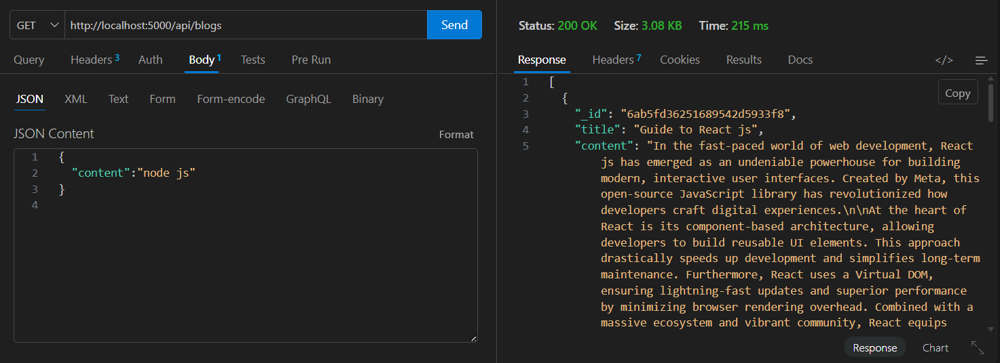 GET http://localhost:5000/api/blogs Send
Query Headers 3 Auth Body 1 Tests Pre Run
JSON XML Text Form Form-encode GraphQL Binary
JSON Content Format
1 {
2 "content":"node js"
3 }
4
Status: 200 OK Size: 3.08 KB Time: 215 ms
Response Headers 7 Cookies Results Docs </>
Copy
1 [
2 {
3 "_id": "6ab5fd36251689542d5933f8",
4 "title": "Guide to React js",
5 "content": "In the fast-paced world of web development, React
js has emerged as an undeniable powerhouse for building
modern, interactive user interfaces. Created by Meta, this
open-source JavaScript library has revolutionized how
developers craft digital experiences.\n\nAt the heart of
React is its component-based architecture, allowing
developers to build reusable UI elements. This approach
drastically speeds up development and simplifies long-term
maintenance. Furthermore, React uses a Virtual DOM,
ensuring lightning-fast updates and superior performance
by minimizing browser rendering overhead. Combined with a
massive ecosystem and vibrant community, React equips
Response Chart